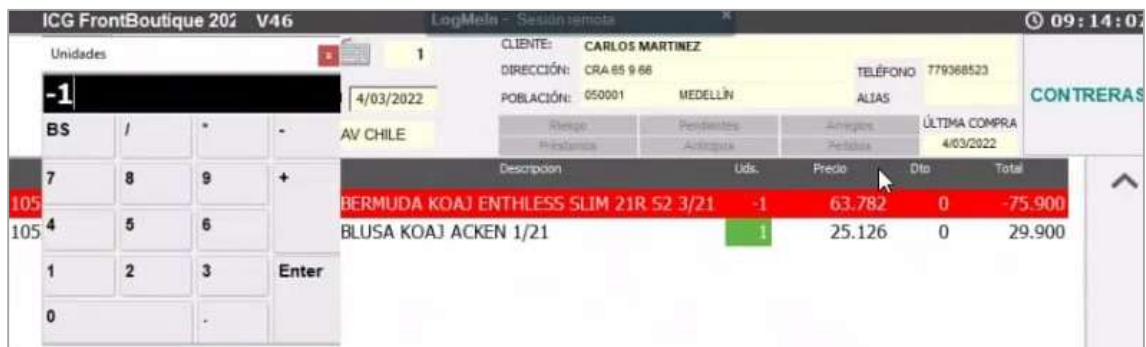 ICG FrontBoutique 202 V46
LogMeIn - Sesión remota
09:14:07
Unidades
x
1
CLIENTE: CARLOS MARTINEZ
DIRECCIÓN: CRA 65 9 66
TELÉFONO 779368523
-1
4/03/2022
POBLACIÓN: 050001 MEDELLÍN
ALIAS
CONTRERAS
BS / * -
AV CHILE
Riesgo Pendientes Arreglos
Préstamos Anticipos Pedidos
ÚLTIMA COMPRA
4/03/2022
Descripcion Uds. Precio Dto Total
7 8 9 +
105 BERMUDA KOAJ ENTHLESS SLIM 21R S2 3/21 -1 63.782 0 -75.900
105 BLUSA KOAJ ACKEN 1/21 1 25.126 0 29.900
4 5 6
1 2 3 Enter
0 .